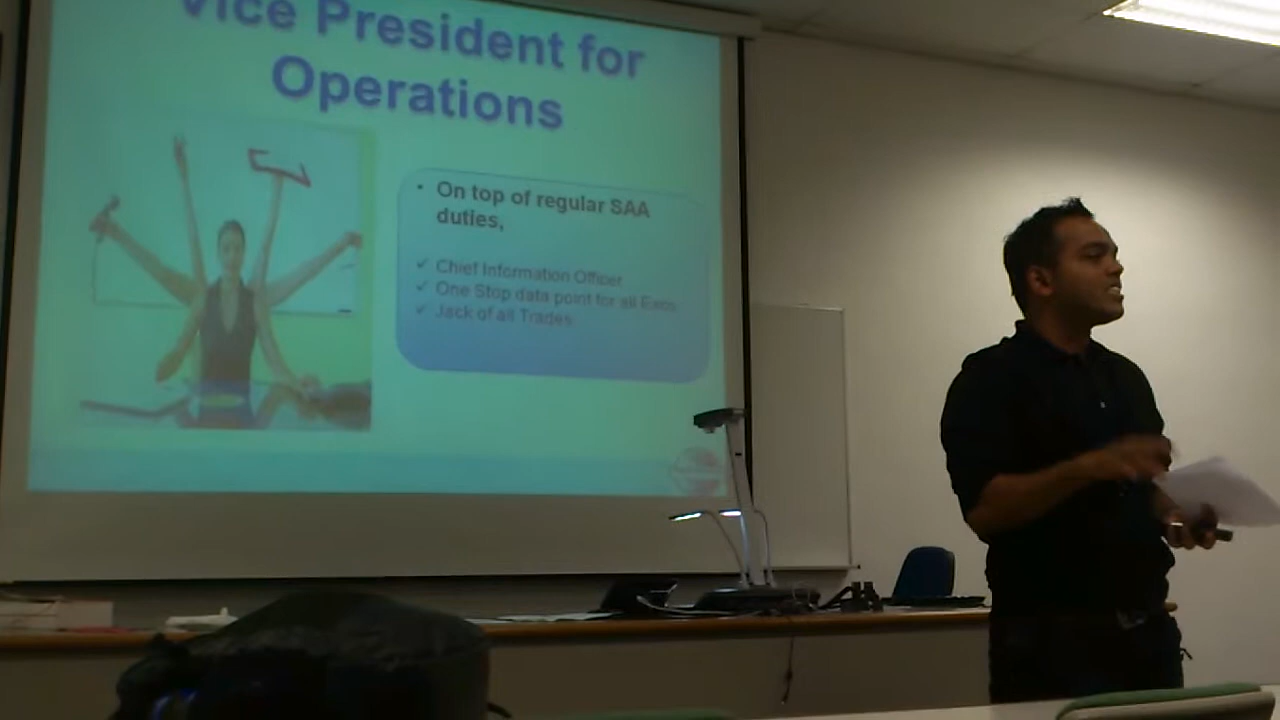 Vice President for
Operations
• On top of regular SAA
duties,
✓ Chief Information Officer
✓ One Stop data point for all Exos
✓ Jack of all Trades